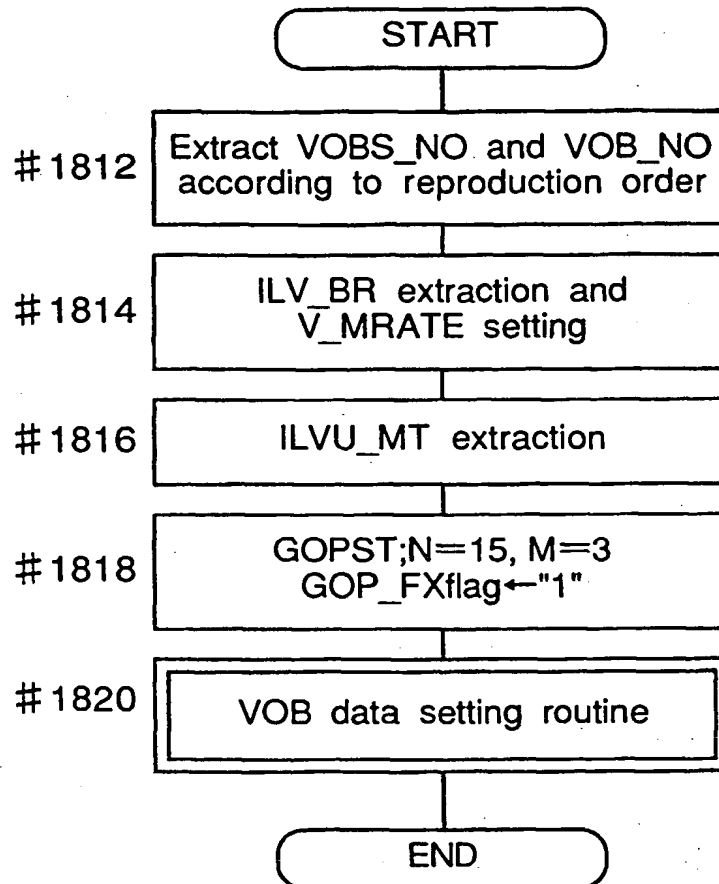 START
#1812
Extract VOBS_NO and VOB_NO
according to reproduction order
#1814
ILV_BR extraction and
V_MRATE setting
#1816
ILVU_MT extraction
#1818
GOPST;N=15, M=3
GOP_FXflag←"1"
#1820
VOB data setting routine
END